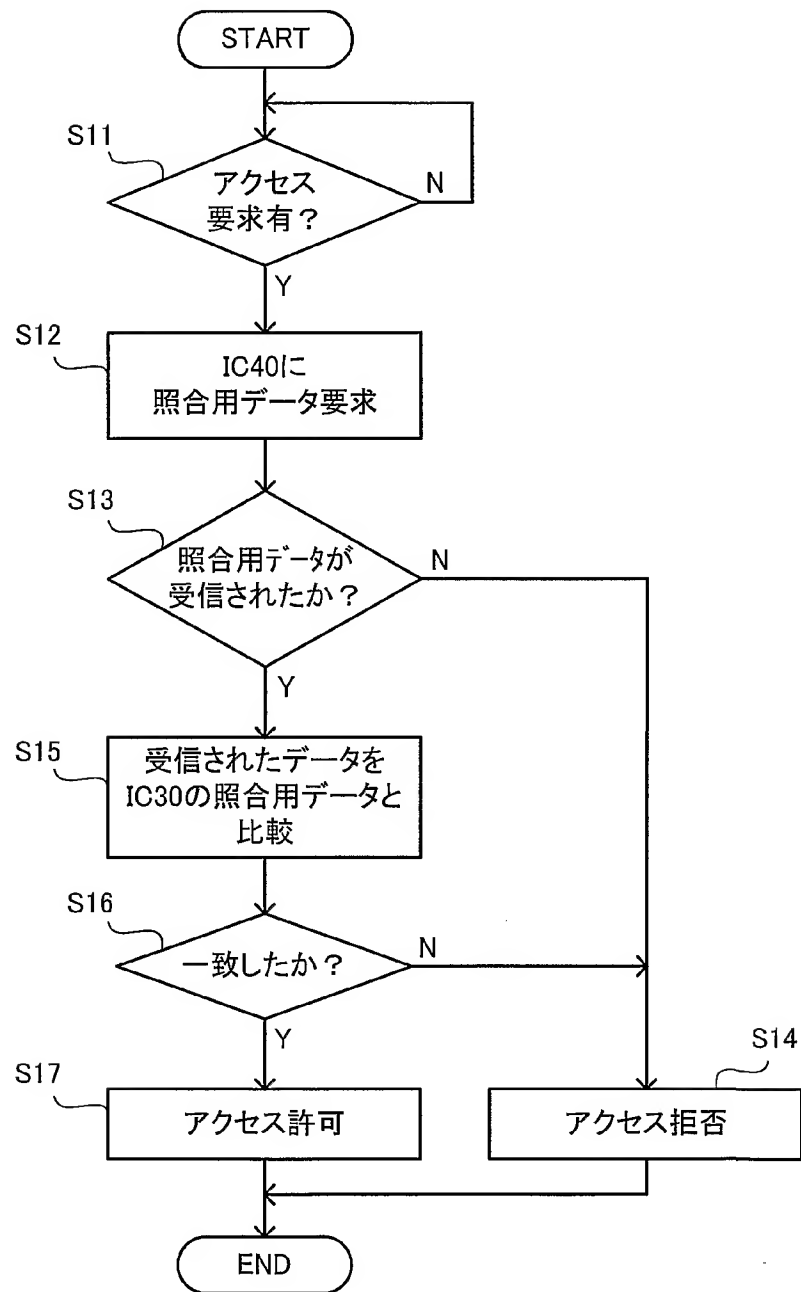 START
S11
アクセス
要求有？
N
Y
S12
IC40に
照合用データ要求
S13
照合用データが
受信されたか？
N
Y
S15
受信されたデータを
IC30の照合用データと
比較
S16
一致したか？
N
Y
S17
アクセス許可
S14
アクセス拒否
END